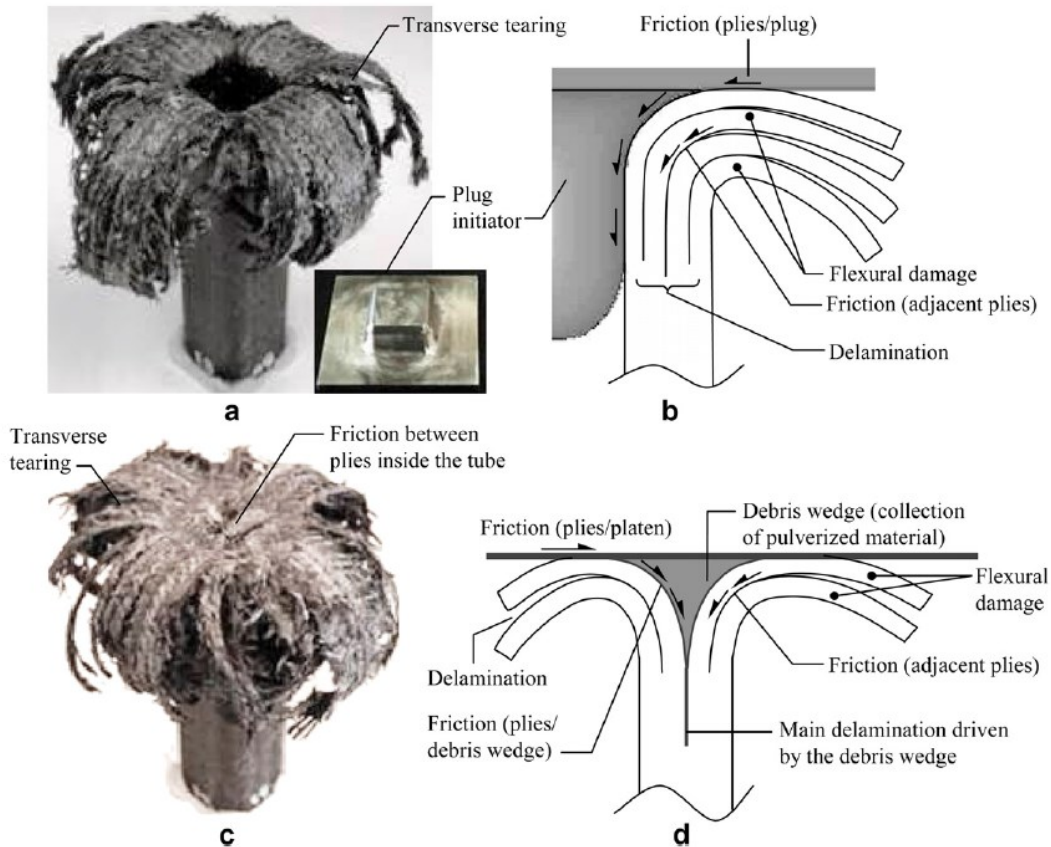 Transverse tearing
Friction (plies/plug)
Plug
initiator
Flexural damage
Friction (adjacent plies)
Delamination
a
b
Transverse
tearing
Friction between
plies inside the tube
Friction (plies/platen)
Debris wedge (collection
of pulverized material)
Flexural
damage
Delamination
Friction (adjacent plies)
Friction (plies/
debris wedge)
Main delamination driven
by the debris wedge
c
d